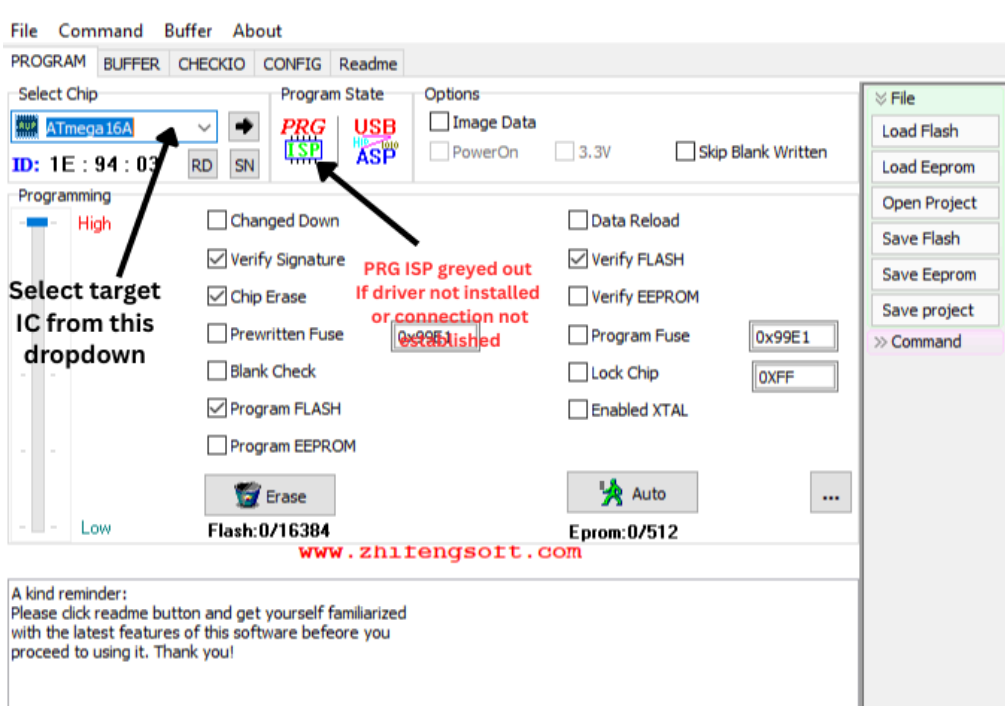 File Command Buffer About
PROGRAM BUFFER CHECKIO CONFIG Readme
Select Chip
ATmega16A
ID: 1E : 94 : 03 RD SN
Program State
PRG USB
ISP ASP
Options
Image Data
PowerOn 3.3V Skip Blank Written
Programming
High
Low
Changed Down
Verify Signature
Chip Erase
Prewritten Fuse 0x99E1
Blank Check
Program FLASH
Program EEPROM
Erase
Flash:0/16384
Data Reload
Verify FLASH
Verify EEPROM
Program Fuse 0x99E1
Lock Chip 0XFF
Enabled XTAL
Auto ...
Eprom:0/512
Select target
IC from this
dropdown
PRG ISP greyed out
If driver not installed
or connection not
established
www.zhifengsoft.com
A kind reminder:
Please click readme button and get yourself familiarized
with the latest features of this software befeore you
proceed to using it. Thank you!
File
Load Flash
Load Eeprom
Open Project
Save Flash
Save Eeprom
Save project
Command